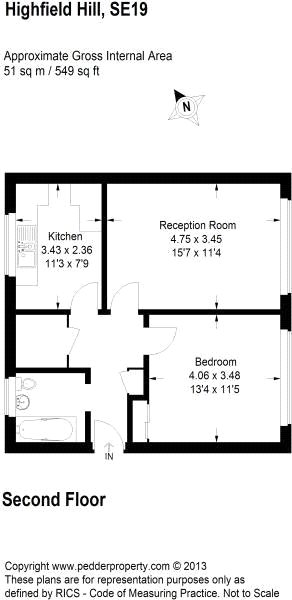 Highfield Hill, SE19
Approximate Gross Internal Area
51 sq m / 549 sq ft
N
Kitchen
3.43 x 2.36
11'3 x 7'9
Reception Room
4.75 x 3.45
15'7 x 11'4
Bedroom
4.06 x 3.48
13'4 x 11'5
IN
Second Floor
Copyright www.pedderproperty.com © 2013
These plans are for representation purposes only as
defined by RICS - Code of Measuring Practice. Not to Scale